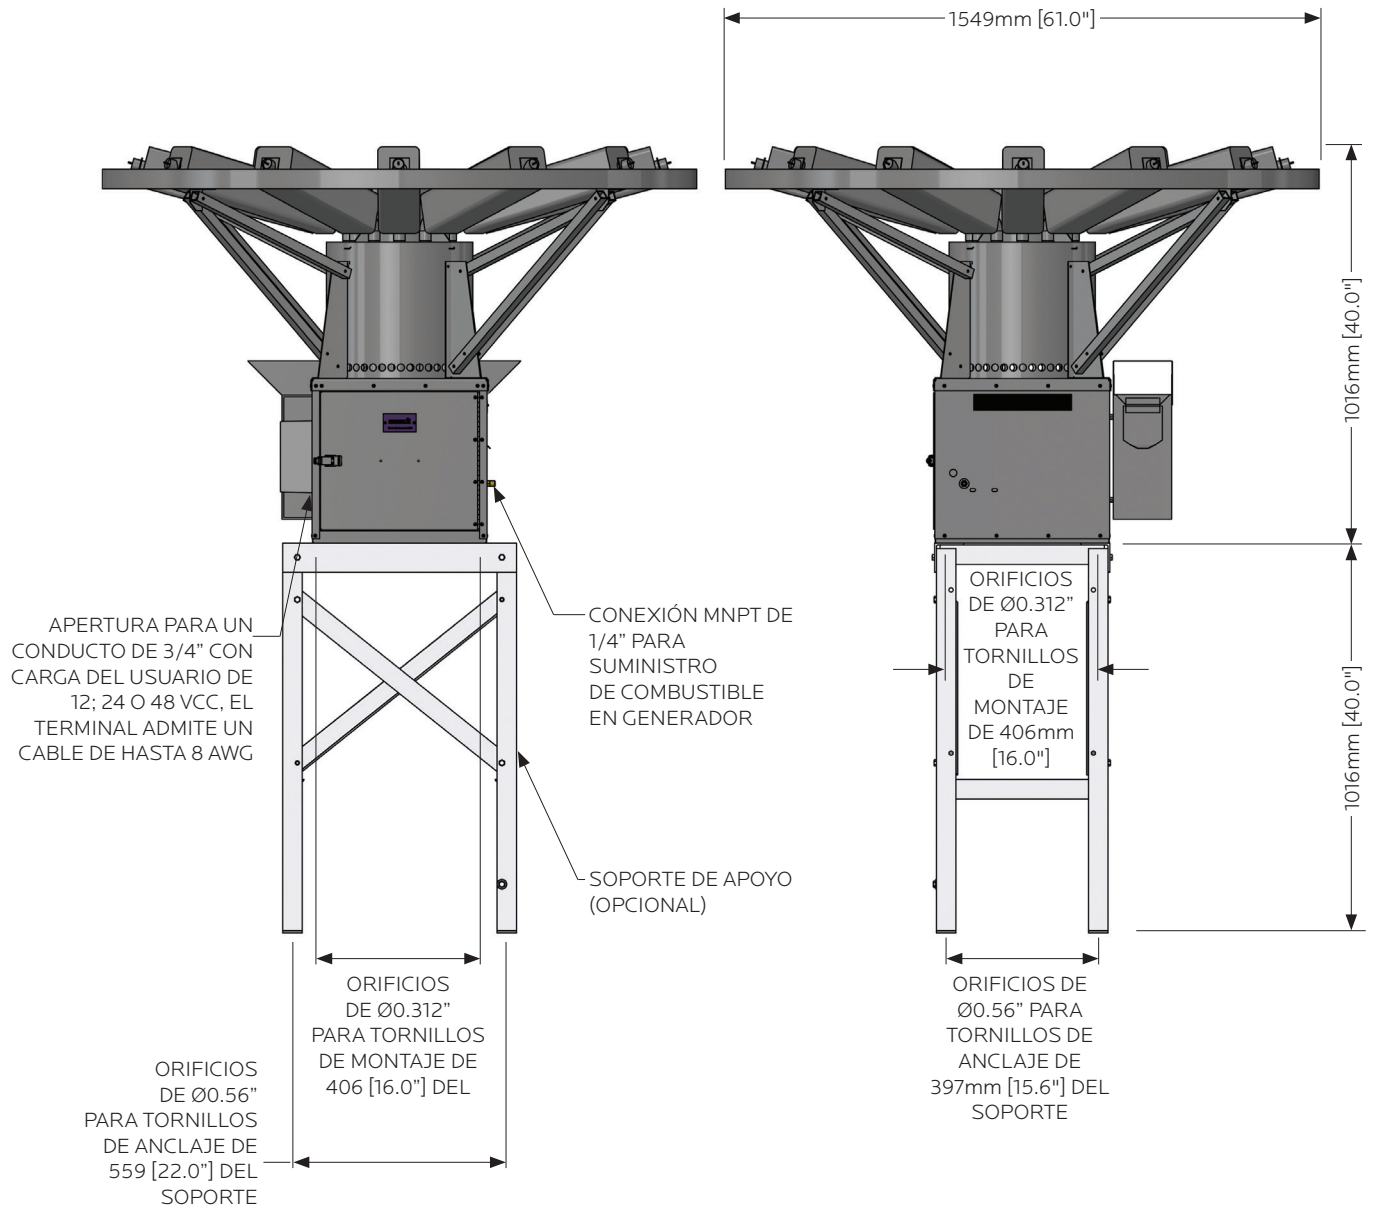 1549mm [61.0"]
1016mm [40.0"]
APERTURA PARA UN
CONDUCTO DE 3/4” CON
CARGA DEL USUARIO DE
12; 24 O 48 VCC, EL
TERMINAL ADMITE UN
CABLE DE HASTA 8 AWG
CONEXIÓN MNPT DE
1/4” PARA
SUMINISTRO
DE COMBUSTIBLE
EN GENERADOR
ORIFICIOS
DE Ø0.312”
PARA
TORNILLOS
DE
MONTAJE
DE 406mm
[16.0"]
1016mm [40.0"]
SOPORTE DE APOYO
(OPCIONAL)
ORIFICIOS
DE Ø0.312”
PARA TORNILLOS
DE MONTAJE DE
406 [16.0”] DEL
ORIFICIOS DE
Ø0.56” PARA
TORNILLOS DE
ANCLAJE DE
397mm [15.6"] DEL
SOPORTE
ORIFICIOS
DE Ø0.56”
PARA TORNILLOS
DE ANCLAJE DE
559 [22.0”] DEL
SOPORTE